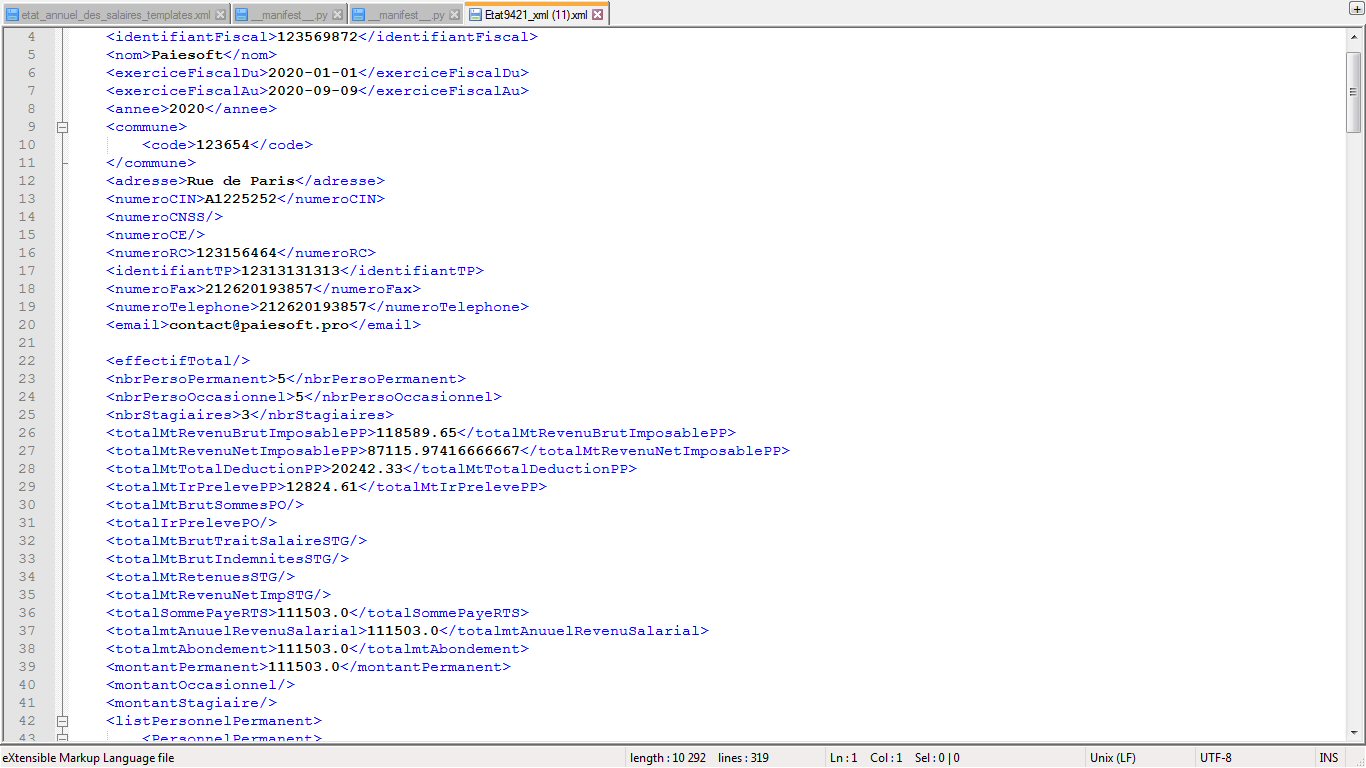 etat_annuel_des_salaires_templates.xml __manifest__.py __manifest__.py Etat9421_xml (11).xml
4 <identifiantFiscal>123569872</identifiantFiscal>
5 <nom>Paiesoft</nom>
6 <exerciceFiscalDu>2020-01-01</exerciceFiscalDu>
7 <exerciceFiscalAu>2020-09-09</exerciceFiscalAu>
8 <annee>2020</annee>
9 <commune>
10 <code>123654</code>
11 </commune>
12 <adresse>Rue de Paris</adresse>
13 <numeroCIN>A1225252</numeroCIN>
14 <numeroCNSS/>
15 <numeroCE/>
16 <numeroRC>123156464</numeroRC>
17 <identifiantTP>12313131313</identifiantTP>
18 <numeroFax>212620193857</numeroFax>
19 <numeroTelephone>212620193857</numeroTelephone>
20 <email>contact@paiesoft.pro</email>
21
22 <effectifTotal/>
23 <nbrPersoPermanent>5</nbrPersoPermanent>
24 <nbrPersoOccasionnel>5</nbrPersoOccasionnel>
25 <nbrStagiaires>3</nbrStagiaires>
26 <totalMtRevenuBrutImposablePP>118589.65</totalMtRevenuBrutImposablePP>
27 <totalMtRevenuNetImposablePP>87115.97416666667</totalMtRevenuNetImposablePP>
28 <totalMtTotalDeductionPP>20242.33</totalMtTotalDeductionPP>
29 <totalMtIrPrelevePP>12824.61</totalMtIrPrelevePP>
30 <totalMtBrutSommesPO/>
31 <totalIrPrelevePO/>
32 <totalMtBrutTraitSalaireSTG/>
33 <totalMtBrutIndemnitesSTG/>
34 <totalMtRetenuesSTG/>
35 <totalMtRevenuNetImpSTG/>
36 <totalSommePayeRTS>111503.0</totalSommePayeRTS>
37 <totalmtAnuuelRevenuSalarial>111503.0</totalmtAnuuelRevenuSalarial>
38 <totalmtAbondement>111503.0</totalmtAbondement>
39 <montantPermanent>111503.0</montantPermanent>
40 <montantOccasionnel/>
41 <montantStagiaire/>
42 <listPersonnelPermanent>
43 <PersonnelPermanent>
eXtensible Markup Language file length : 10 292 lines : 319 Ln : 1 Col : 1 Sel : 0 | 0 Unix (LF) UTF-8 INS